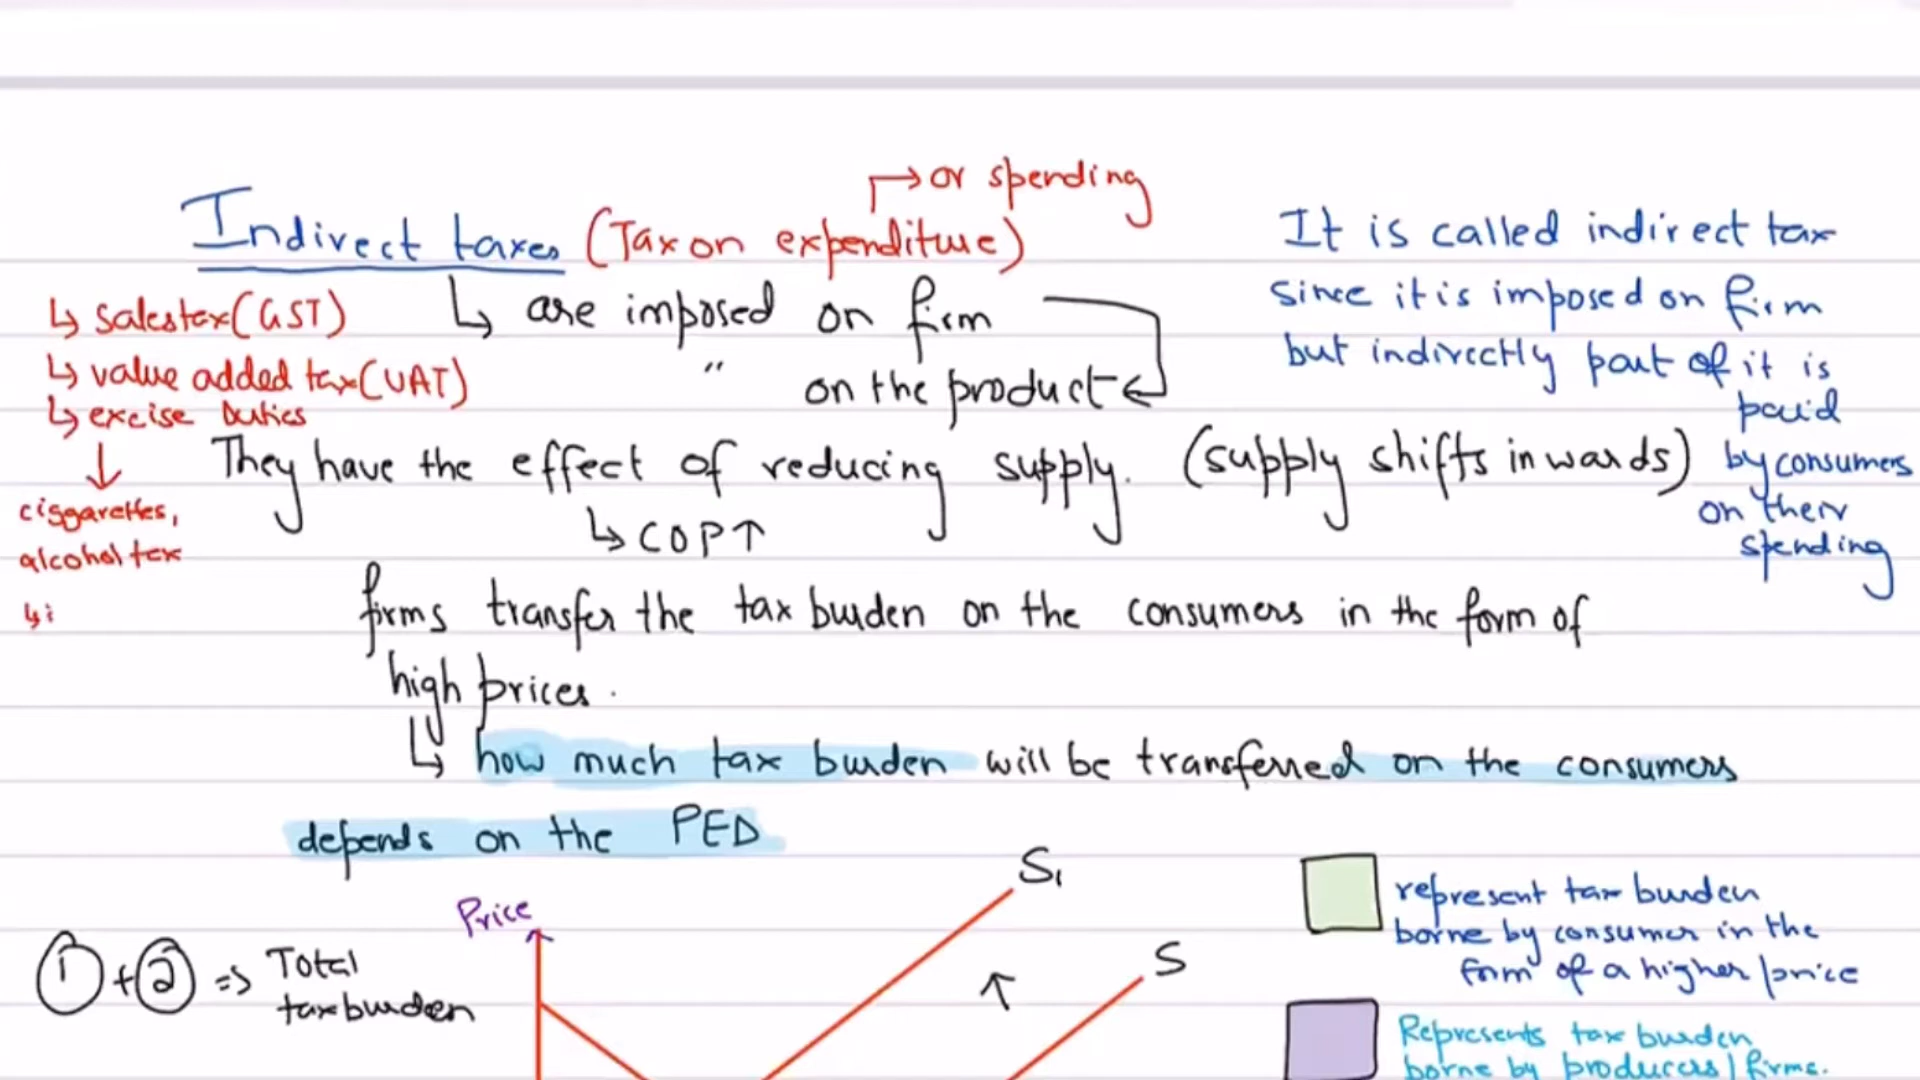 or spending
Indirect taxes (Tax on expenditure)
↳ are imposed on firm
" on the product
↳ salestax(GST)
↳ value added tax(VAT)
↳ excise Duties
↓
ciggarettes,
alcohol tax
It is called indirect tax
since it is imposed on firm
but indirectly part of it is
paid
by consumers
on their
spending
They have the effect of reducing supply. (supply shifts inwards)
↳ COP↑
firms transfer the tax burden on the consumers in the form of
high prices.
↳ how much tax burden will be transferred on the consumers
depends on the PED
① + ② => Total
tax burden
Price
S₁
S
↑
represent tax burden
borne by consumer in the
form of a higher price
Represents tax burden
borne by producers/firms.